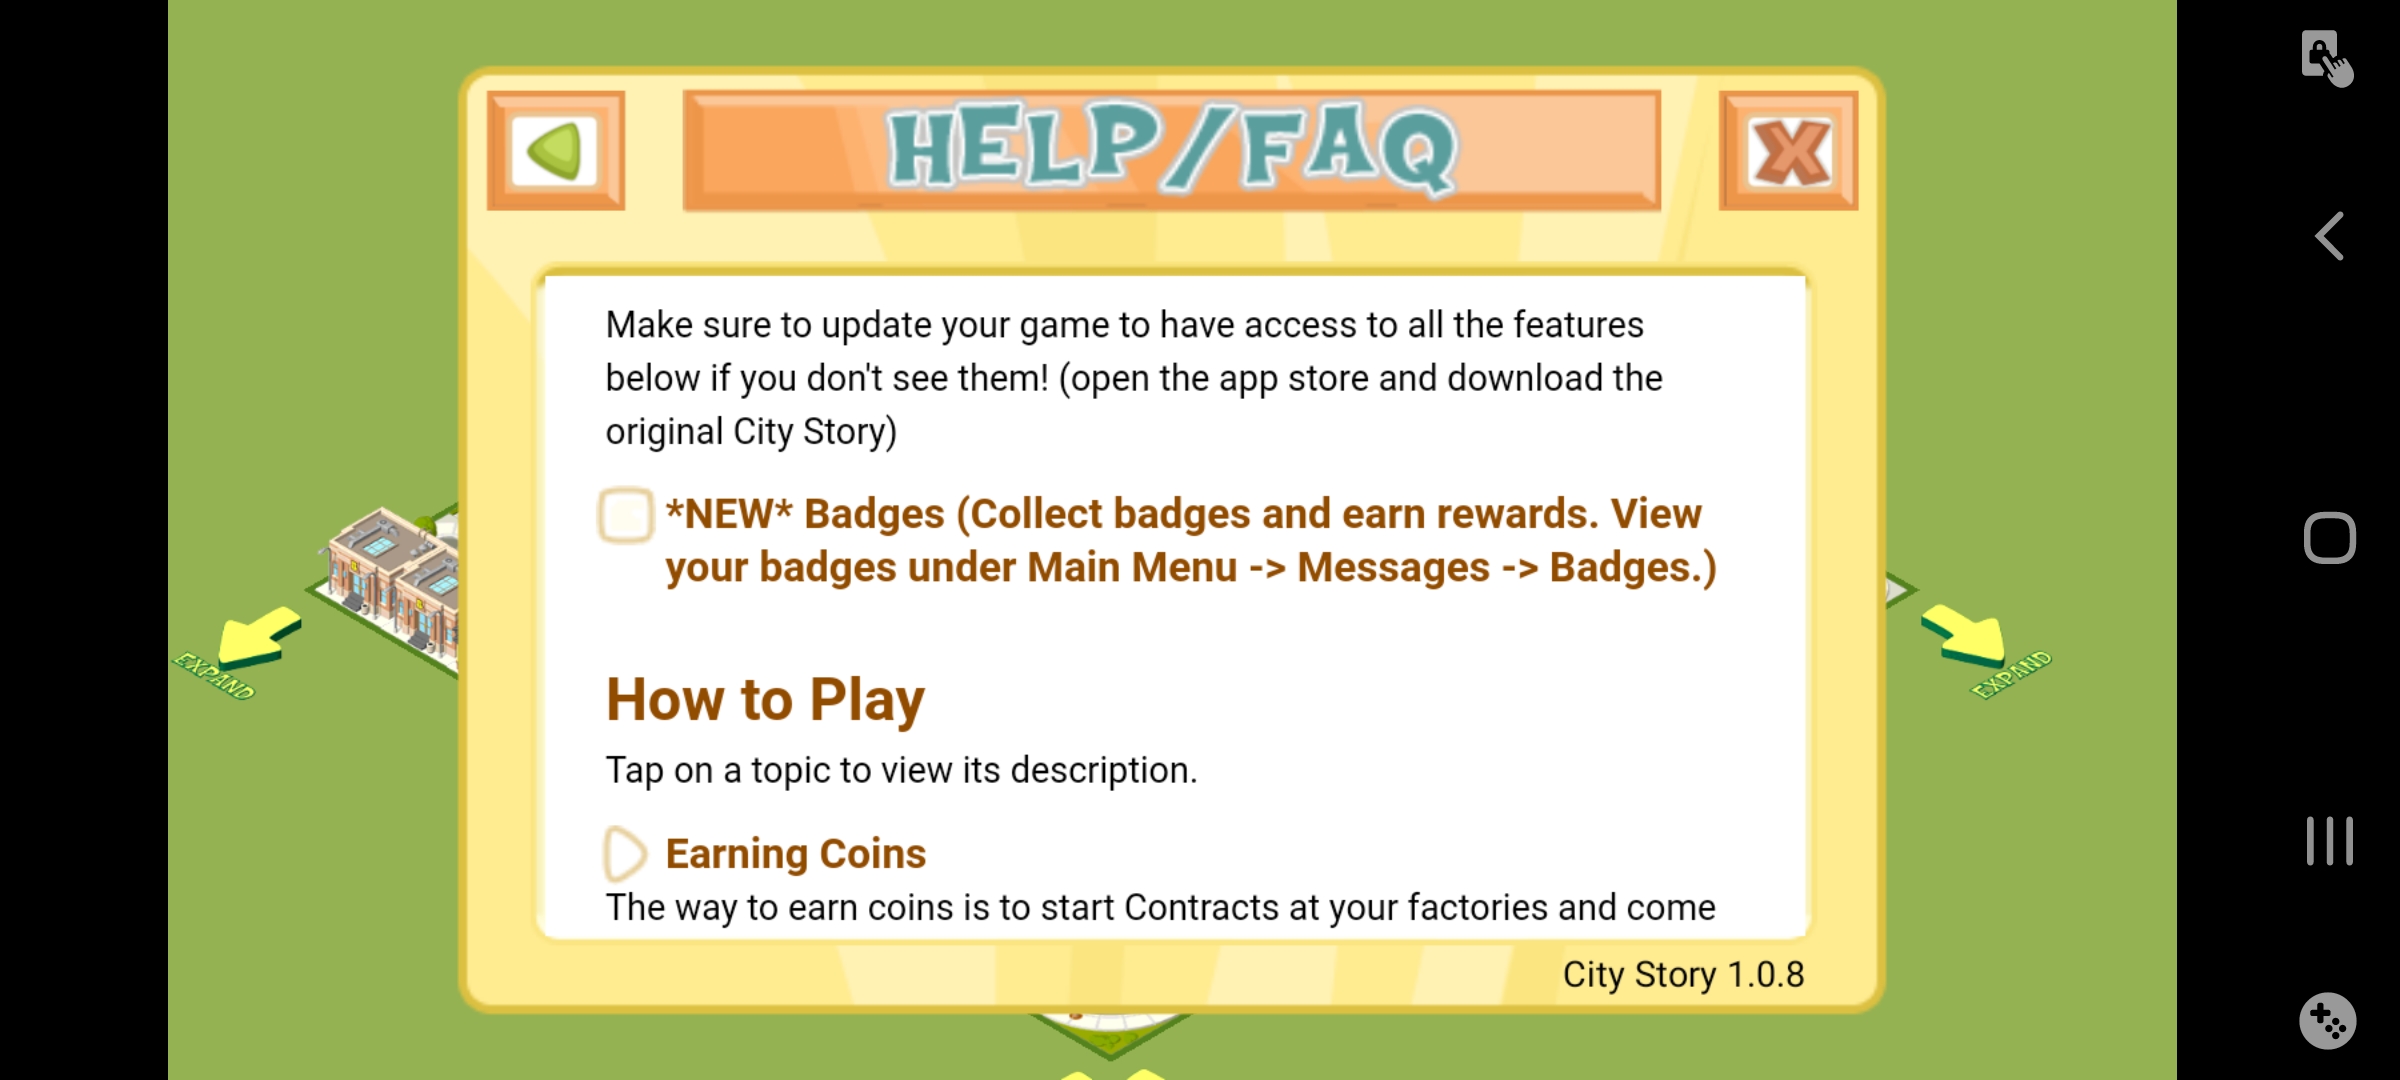 HELP/FAQ
Make sure to update your game to have access to all the features
below if you don't see them! (open the app store and download the
original City Story)
*NEW* Badges (Collect badges and earn rewards. View
your badges under Main Menu -> Messages -> Badges.)
How to Play
Tap on a topic to view its description.
Earning Coins
The way to earn coins is to start Contracts at your factories and come
City Story 1.0.8
EXPAND
EXPAND